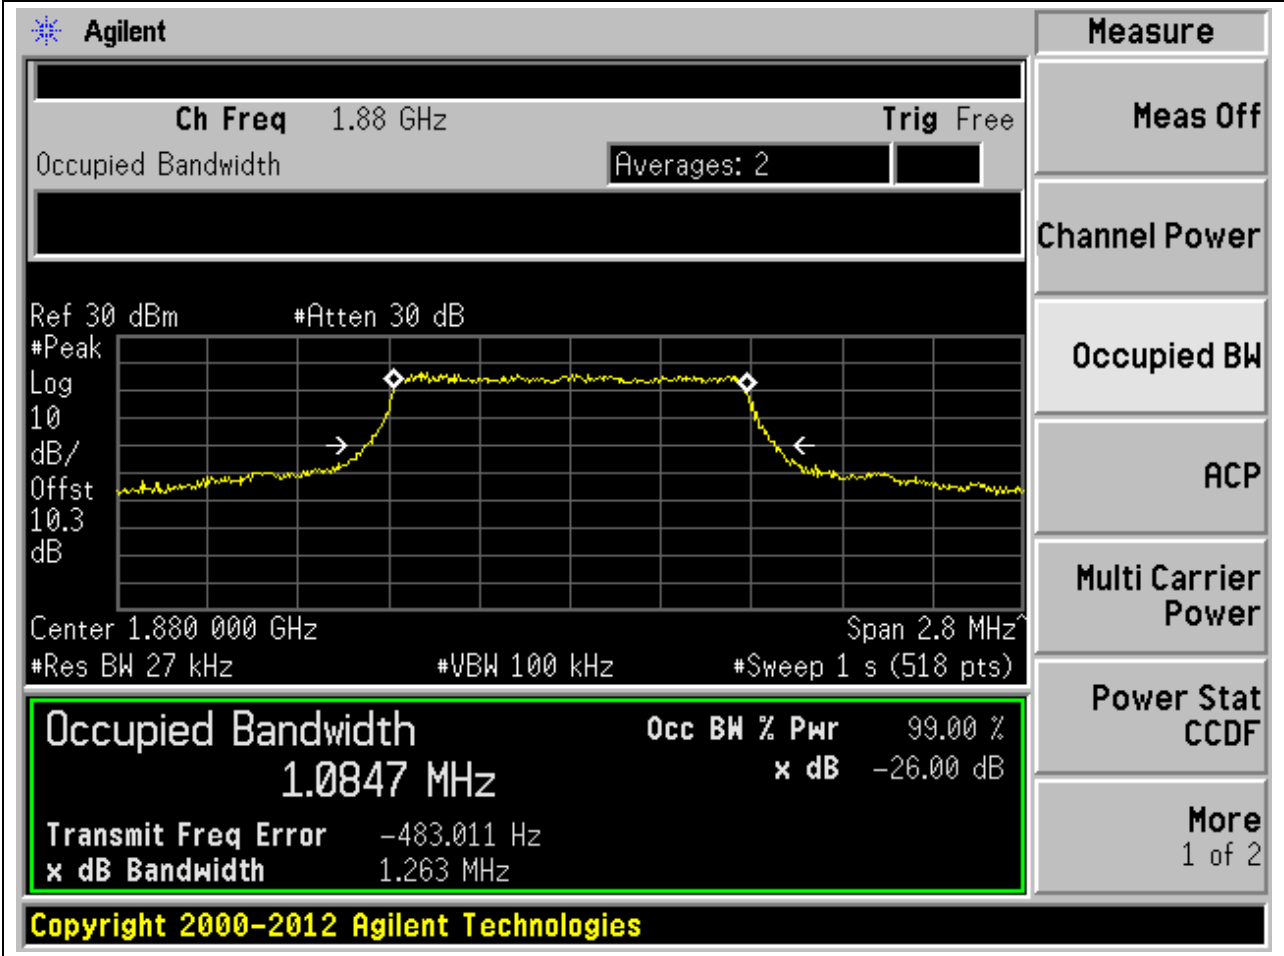 Agilent
Measure
Ch Freq 1.88 GHz Trig Free
Occupied Bandwidth Averages: 2
Meas Off
Channel Power
Occupied BW
ACP
Multi Carrier
Power
Power Stat
CCDF
More
1 of 2
Ref 30 dBm #Atten 30 dB
#Peak
Log
10
dB/
Offst
10.3
dB
Center 1.880 000 GHz Span 2.8 MHz^
#Res BW 27 kHz #VBW 100 kHz #Sweep 1 s (518 pts)
Occupied Bandwidth Occ BW % Pwr 99.00 %
1.0847 MHz x dB -26.00 dB
Transmit Freq Error -483.011 Hz
x dB Bandwidth 1.263 MHz
Copyright 2000-2012 Agilent Technologies